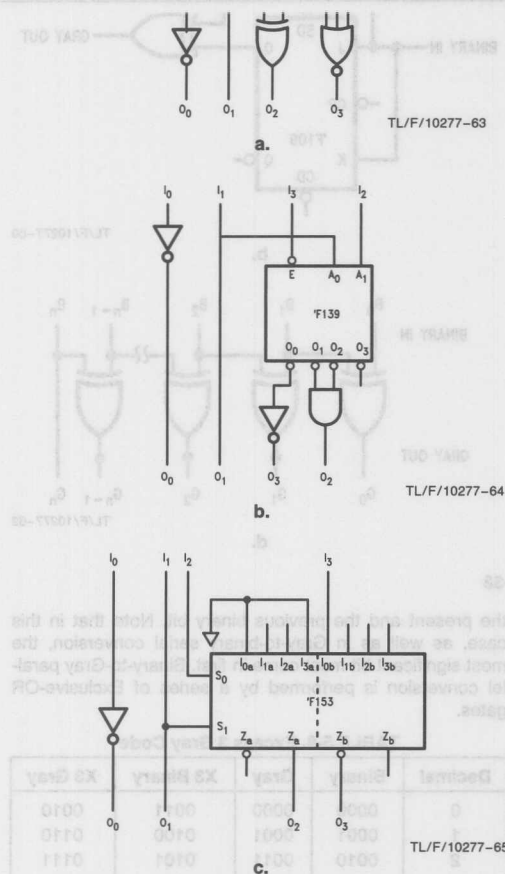 O0 O1 O2 O3
TL/F/10277-63
a.
I0 I1 I3 I2
E A0 A1
'F139
O0 O1 O2 O3
O0 O1 O3 O2
TL/F/10277-64
b.
I0 I1 I2 I3
I0a I1a I2a I3a I0b I1b I2b I3b
S0
'F153
S1
Za Za Zb Zb
O0 O1 O2 O3
TL/F/10277-65
c.